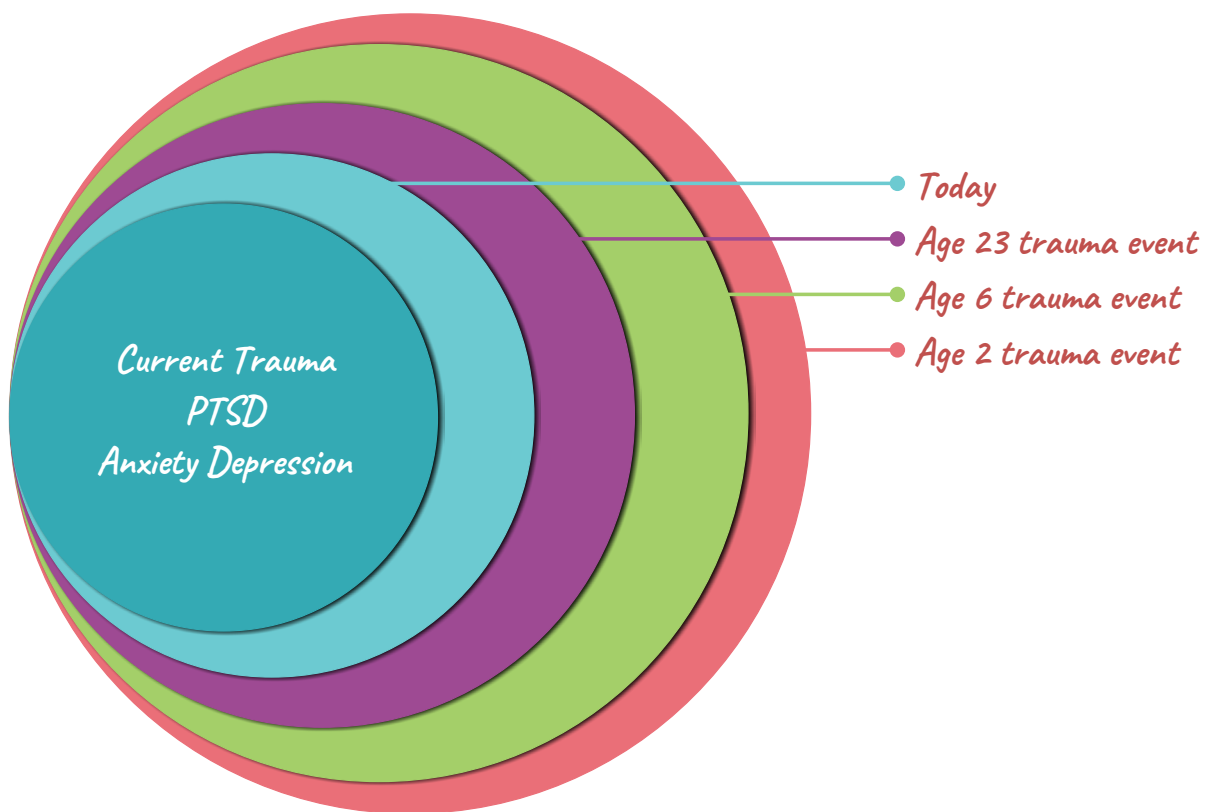 Today
Age 23 trauma event
Age 6 trauma event
Age 2 trauma event
Current Trauma
PTSD
Anxiety Depression